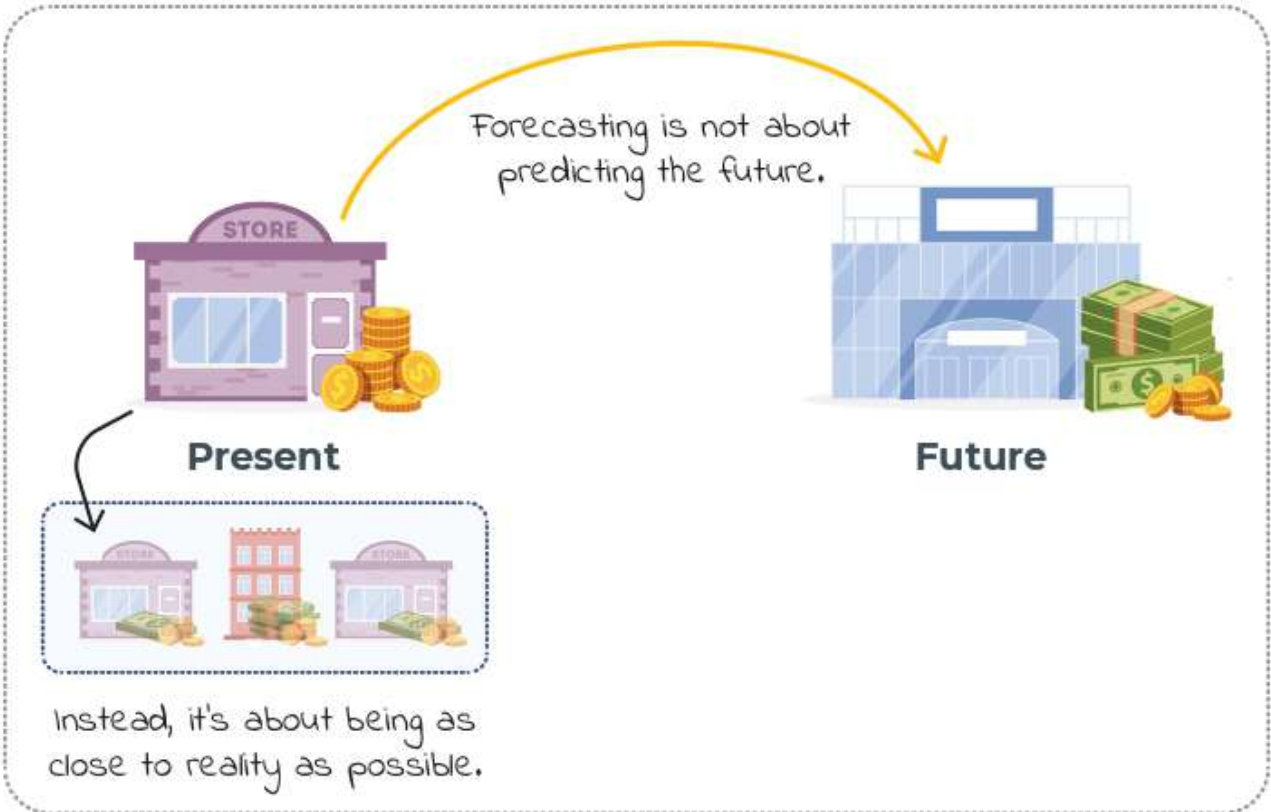 Forecasting is not about
predicting the future.
STORE
Present
Future
STORE
STORE
Instead, it's about being as
close to reality as possible.